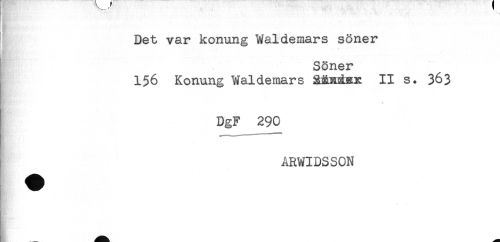 Det var konung Waldemars söner
Söner
156 Konung Waldemars II s. 363
DgF 290
ARWIDSSON